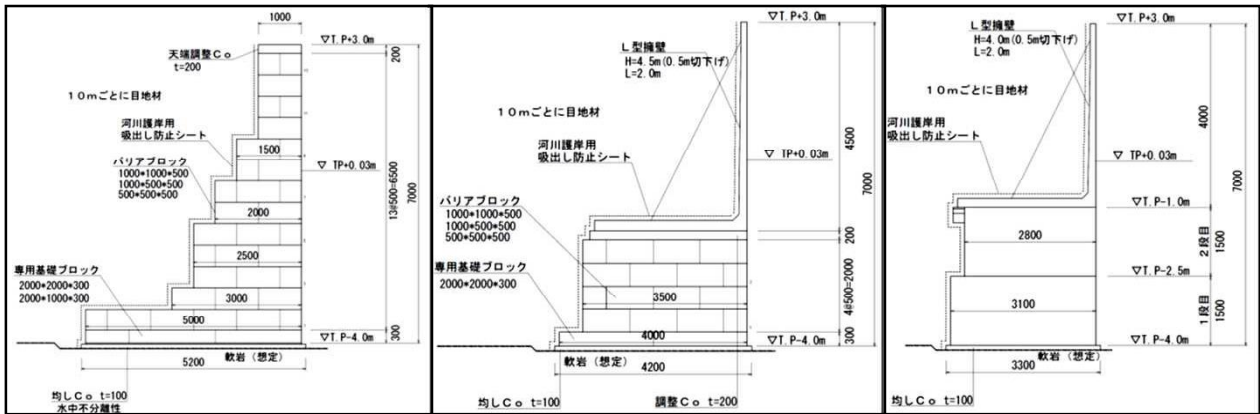 1000
▽T.P+3.0m
天端調整Ｃｏ
t=200
200
１０ｍごとに目地材
河川護岸用
吸出し防止シート
1500
▽ TP+0.03m
バリアブロック
1000*1000*500
1000*500*500
500*500*500
2000
13#500=6500
7000
2500
専用基礎ブロック
2000*2000*300
2000*1000*300
3000
5000
300
▽T.P-4.0m
軟岩（想定）
5200
均しＣｏ t=100
水中不分離性
▽T.P+3.0m
Ｌ型擁壁
H=4.5m(0.5m切下げ)
L=2.0m
１０ｍごとに目地材
4500
河川護岸用
吸出し防止シート
▽ TP+0.03m
7000
バリアブロック
1000*1000*500
1000*500*500
500*500*500
200
専用基礎ブロック
2000*2000*300
3500
4#500=2000
4000
300
▽T.P-4.0m
軟岩（想定）
4200
均しＣｏ t=100
調整Ｃｏ t=200
▽T.P+3.0m
Ｌ型擁壁
H=4.0m(0.5m切下げ)
L=2.0m
１０ｍごとに目地材
4000
河川護岸用
吸出し防止シート
▽ TP+0.03m
7000
▽T.P-1.0m
2800
２段目
1500
▽T.P-2.5m
3100
１段目
1500
▽T.P-4.0m
軟岩（想定）
3300
均しＣｏ t=100